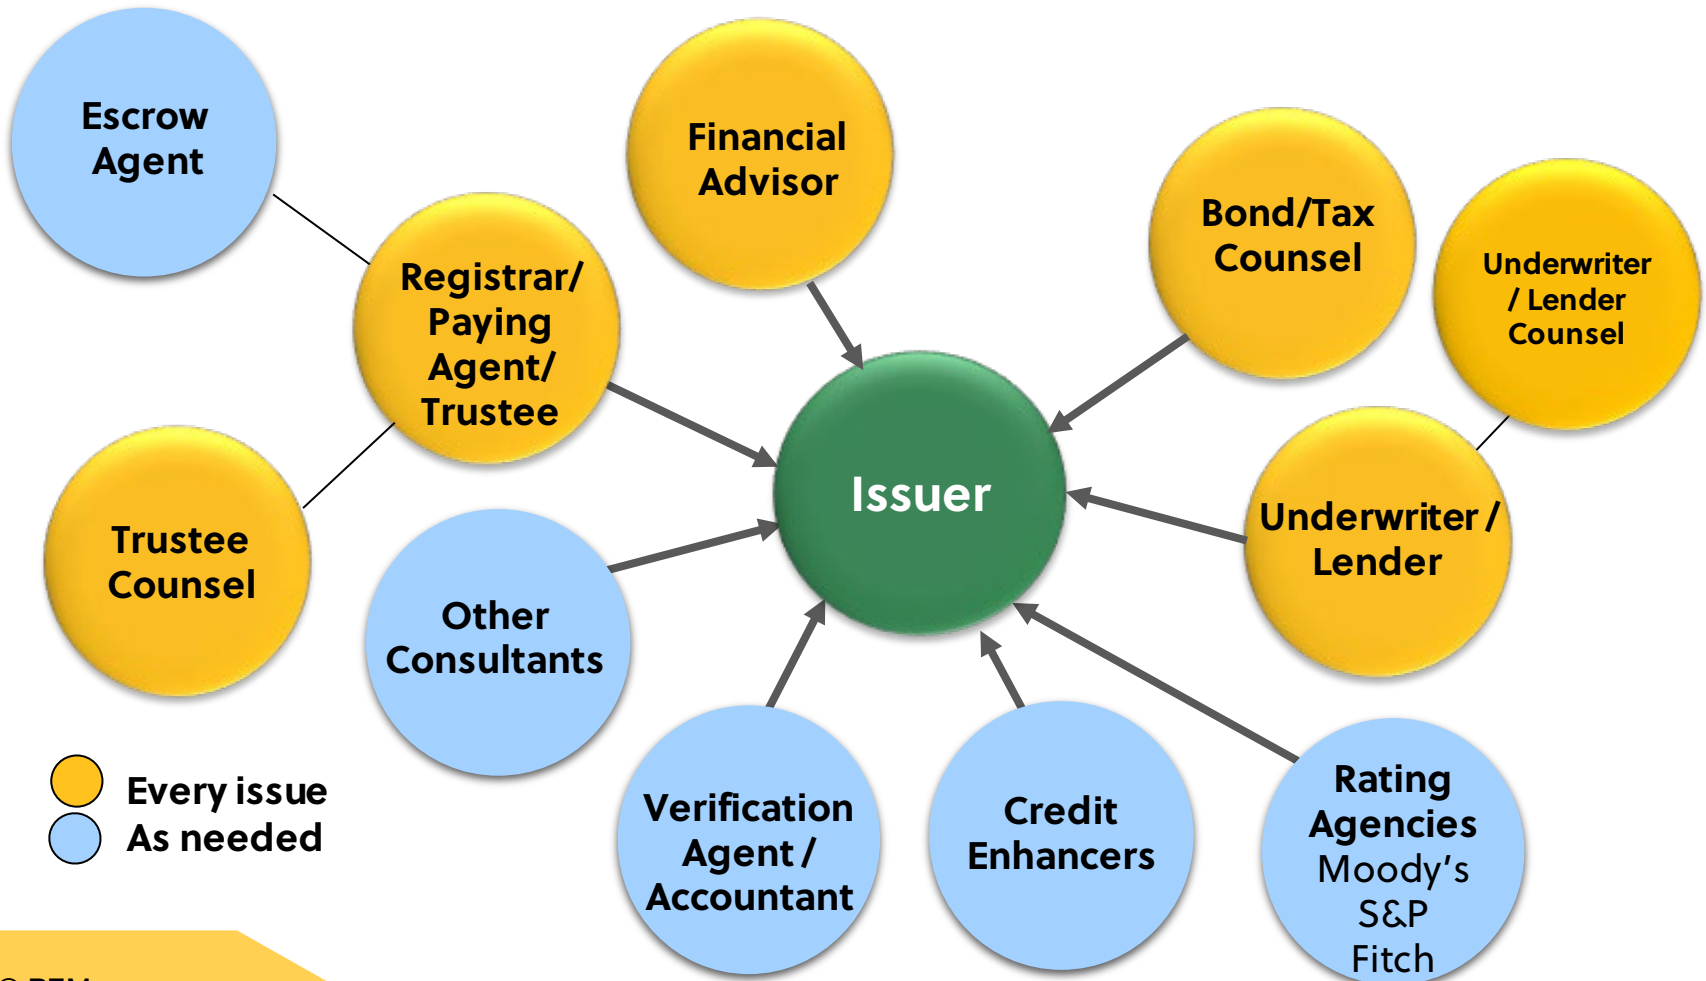 Escrow
Agent
Financial
Advisor
Bond/Tax
Counsel
Underwriter
/ Lender
Counsel
Registrar/
Paying
Agent/
Trustee
Issuer
Underwriter /
Lender
Trustee
Counsel
Other
Consultants
Every issue
As needed
Verification
Agent /
Accountant
Credit
Enhancers
Rating
Agencies
Moody's
S&P
Fitch